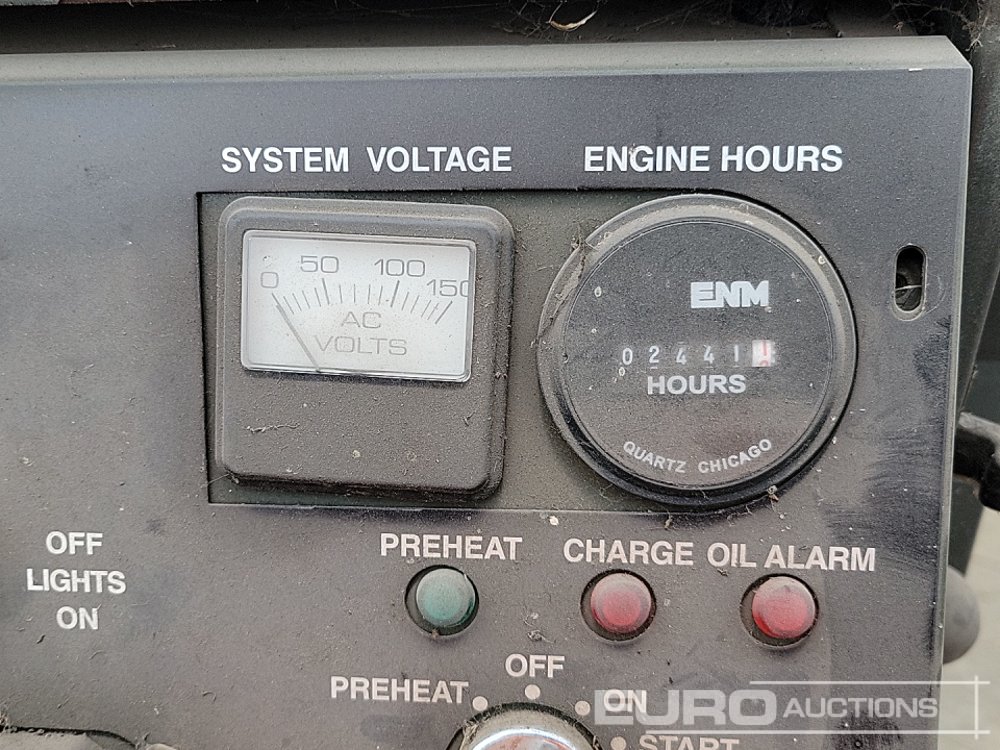 SYSTEM VOLTAGE
ENGINE HOURS
0 50 100 150
AC
VOLTS
ENM
02441
HOURS
QUARTZ CHICAGO
OFF
LIGHTS
ON
PREHEAT
CHARGE
OIL ALARM
OFF
PREHEAT
ON
START
EURO AUCTIONS